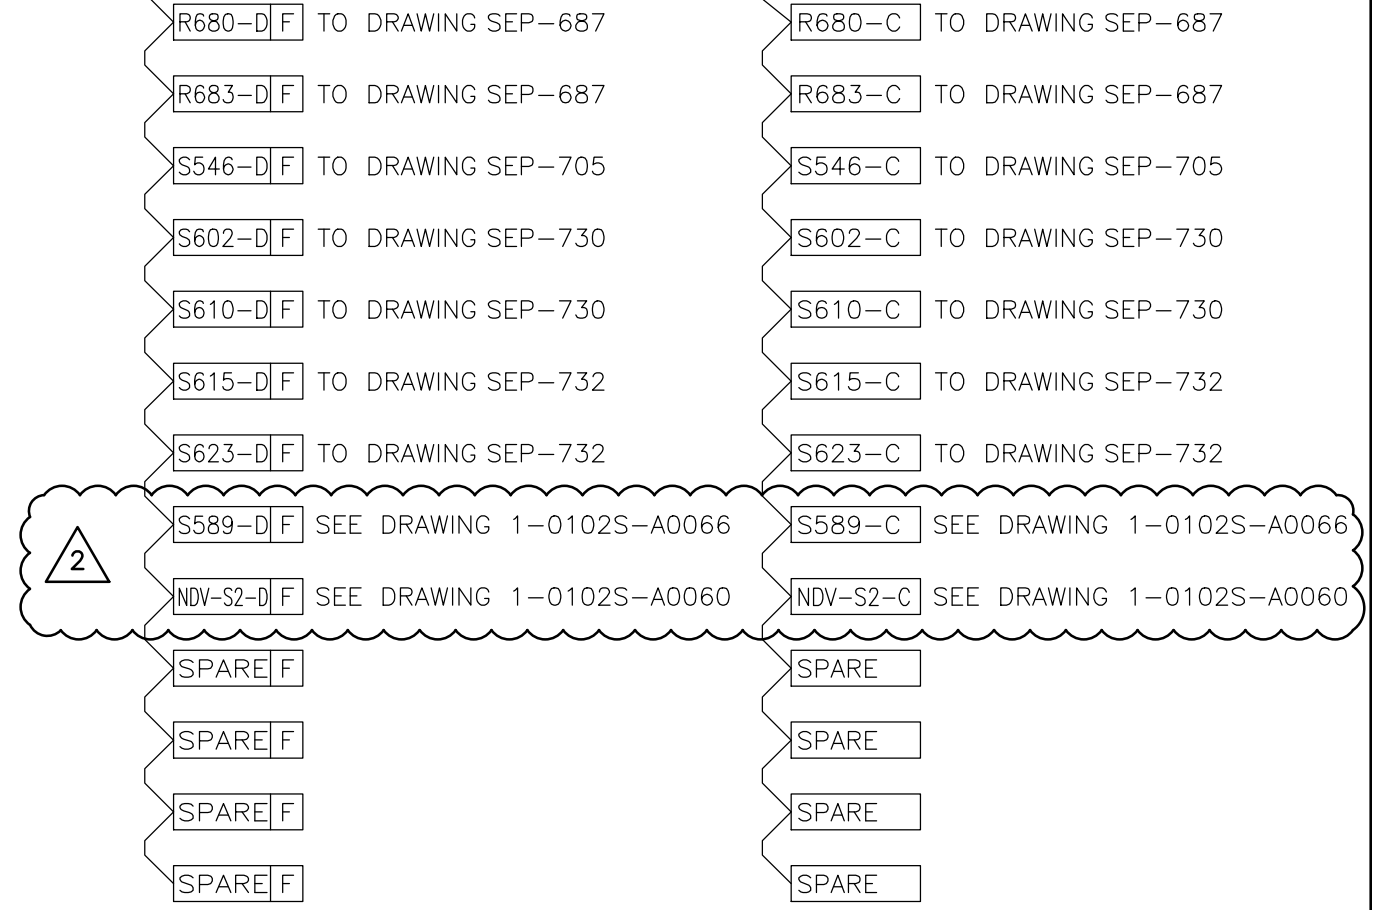 R680-D F TO DRAWING SEP-687 R680-C TO DRAWING SEP-687
R683-D F TO DRAWING SEP-687 R683-C TO DRAWING SEP-687
S546-D F TO DRAWING SEP-705 S546-C TO DRAWING SEP-705
S602-D F TO DRAWING SEP-730 S602-C TO DRAWING SEP-730
S610-D F TO DRAWING SEP-730 S610-C TO DRAWING SEP-730
S615-D F TO DRAWING SEP-732 S615-C TO DRAWING SEP-732
S623-D F TO DRAWING SEP-732 S623-C TO DRAWING SEP-732
S589-D F SEE DRAWING 1-0102S-A0066 S589-C SEE DRAWING 1-0102S-A0066
2
NDV-S2-D F SEE DRAWING 1-0102S-A0060 NDV-S2-C SEE DRAWING 1-0102S-A0060
SPARE F SPARE
SPARE F SPARE
SPARE F SPARE
SPARE F SPARE